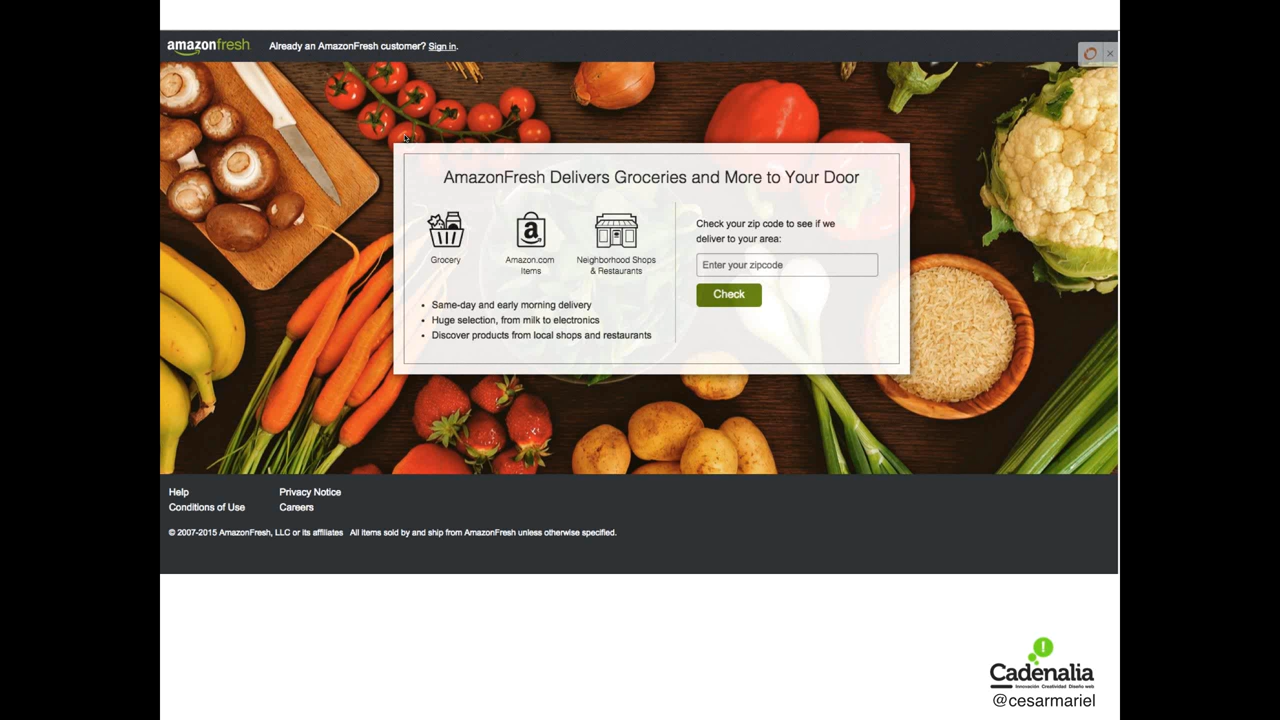 amazonfresh
Already an AmazonFresh customer? Sign in.
AmazonFresh Delivers Groceries and More to Your Door
a
Grocery
Amazon.com
Items
Neighborhood Shops
& Restaurants
• Same-day and early morning delivery
• Huge selection, from milk to electronics
• Discover products from local shops and restaurants
Check your zip code to see if we
deliver to your area:
Enter your zipcode
Check
Help
Privacy Notice
Conditions of Use
Careers
© 2007-2015 AmazonFresh, LLC or its affiliates All items sold by and ship from AmazonFresh unless otherwise specified.
!
Cadenalia
Innovación Creatividad Diseño web
@cesarmariel